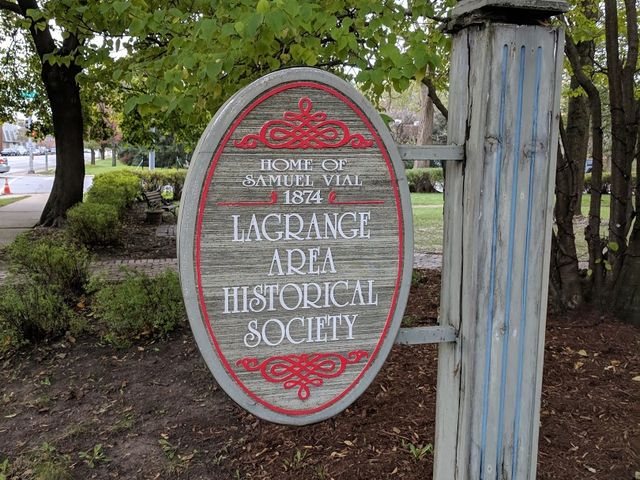 HOME OF
SAMUEL VIAL
1874
LAGRANGE
AREA
HISTORICAL
SOCIETY